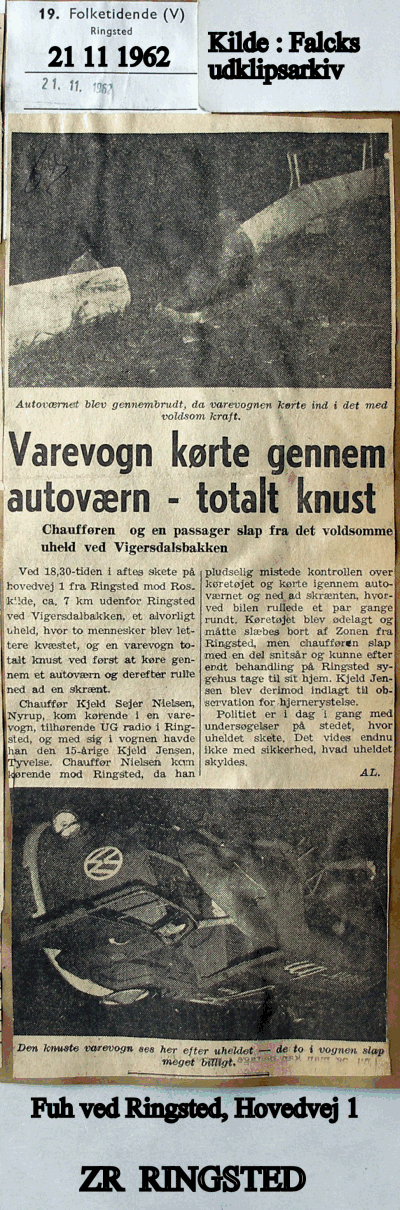 19. Folketidende (V)
Ringsted
21 11 1962
21. 11. 1962
Kilde : Falcks
udklipsarkiv
Autoværnet blev gennembrudt, da varevognen kørte ind i det med
voldsom kraft.
Varevogn kørte gennem
autoværn - totalt knust
Chaufføren og en passager slap fra det voldsomme
uheld ved Vigersdalsbakken
Ved 18,30-tiden i aftes skete på
hovedvej 1 fra Ringsted mod Ros-
kilde, ca. 7 km udenfor Ringsted
ved Vigersdalbakken, et alvorligt
uheld, hvor to mennesker blev let-
tere kvæstet, og en varevogn to-
talt knust ved først at køre gen-
nem et autoværn og derefter rulle
ned ad en skrænt.
Chauffør Kjeld Sejer Nielsen,
Nyrup, kom kørende i en vare-
vogn, tilhørende UG radio i Ring-
sted, og med sig i vognen havde
han den 15-årige Kjeld Jensen,
Tyvelse. Chauffør Nielsen kom
kørende mod Ringsted, da han
pludselig mistede kontrollen over
køretøjet og kørte igennem auto-
værnet og ned ad skrænten, hvor-
ved bilen rullede et par gange
rundt. Køretøjet blev ødelagt og
måtte slæbes bort af Zonen fra
Ringsted, men chaufføren slap
med en del snitsår og kunne efter
endt behandling på Ringsted sy-
gehus tage til sit hjem. Kjeld Jen-
sen blev derimod indlagt til ob-
servation for hjernerystelse.
Politiet er i dag i gang med
undersøgelser på stedet, hvor
uheldet skete. Det vides endnu
ikke med sikkerhed, hvad uheldet
skyldes.
AL.
Den knuste varevogn ses her efter uheldet — de to i vognen slap
meget billigt.
Fuh ved Ringsted, Hovedvej 1
ZR RINGSTED